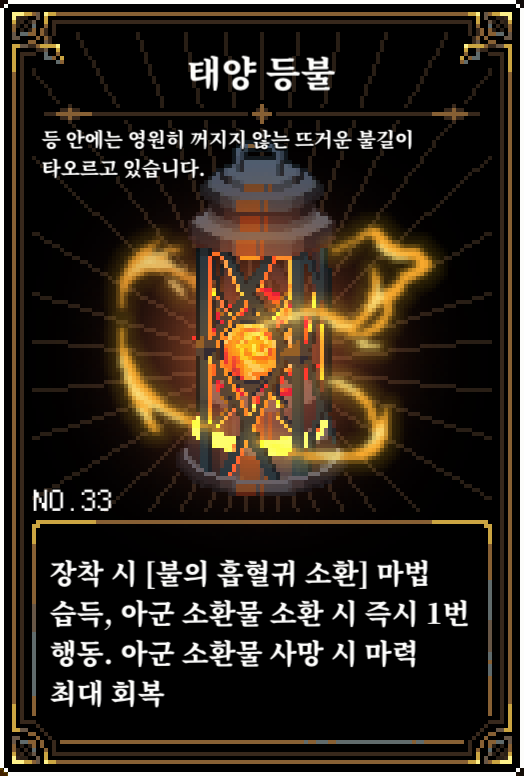 태양 등불
등 안에는 영원히 꺼지지 않는 뜨거운 불길이
타오르고 있습니다.
NO.33
장착 시 [불의 흡혈귀 소환] 마법
습득, 아군 소환물 소환 시 즉시 1번
행동. 아군 소환물 사망 시 마력
최대 회복